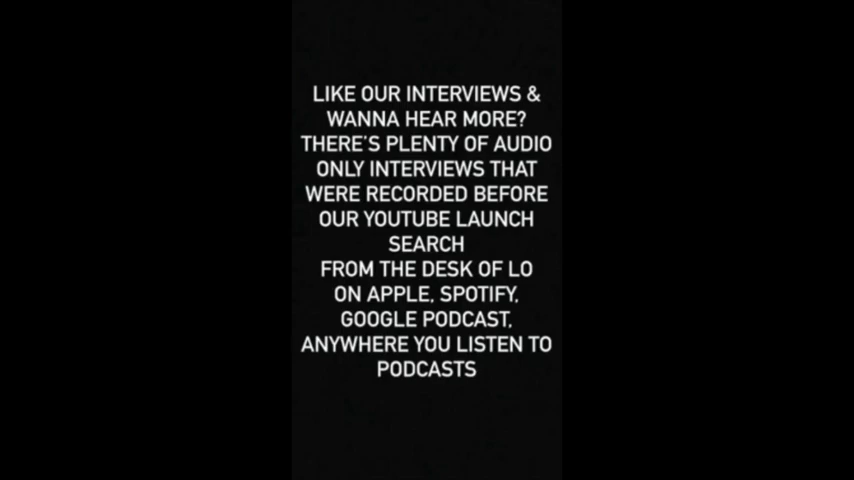 LIKE OUR INTERVIEWS &
WANNA HEAR MORE?
THERE'S PLENTY OF AUDIO
ONLY INTERVIEWS THAT
WERE RECORDED BEFORE
OUR YOUTUBE LAUNCH
SEARCH
FROM THE DESK OF LO
ON APPLE, SPOTIFY,
GOOGLE PODCAST,
ANYWHERE YOU LISTEN TO
PODCASTS